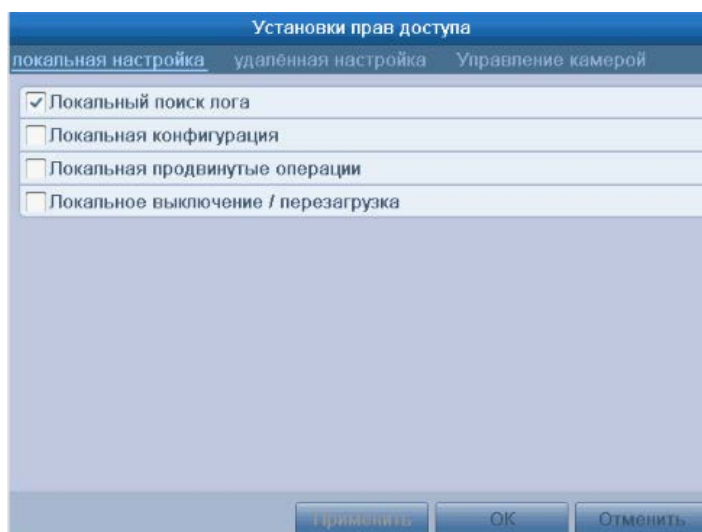 Установки прав доступа
локальная настройка удалённая настройка Управление камерой
Локальный поиск лога
Локальная конфигурация
Локальная продвинутые операции
Локальное выключение / перезагрузка
Применить OK Отменить